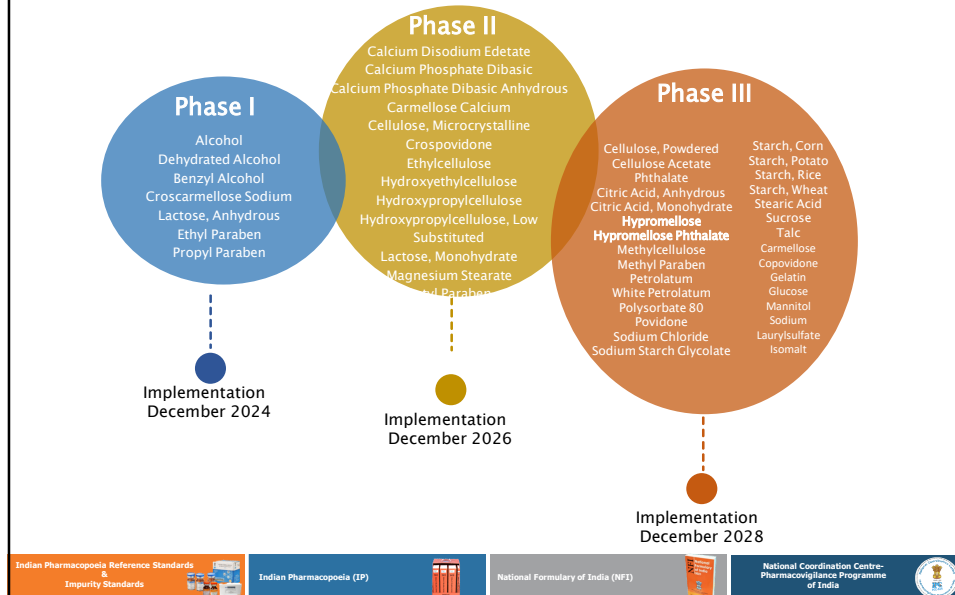 Phase I
Alcohol
Dehydrated Alcohol
Benzyl Alcohol
Croscarmellose Sodium
Lactose, Anhydrous
Ethyl Paraben
Propyl Paraben
Implementation
December 2024
Phase II
Calcium Disodium Edetate
Calcium Phosphate Dibasic
Calcium Phosphate Dibasic Anhydrous
Carmellose Calcium
Cellulose, Microcrystalline
Crospovidone
Ethylcellulose
Hydroxyethylcellulose
Hydroxypropylcellulose
Hydroxypropylcellulose, Low
Substituted
Lactose, Monohydrate
Magnesium Stearate
Paraben
Implementation
December 2026
Phase III
Cellulose, Powdered
Cellulose Acetate
Phthalate
Citric Acid, Anhydrous
Citric Acid, Monohydrate
Hypromellose
Hypromellose Phthalate
Methylcellulose
Methyl Paraben
Petrolatum
White Petrolatum
Polysorbate 80
Povidone
Sodium Chloride
Sodium Starch Glycolate
Starch, Corn
Starch, Potato
Starch, Rice
Starch, Wheat
Stearic Acid
Sucrose
Talc
Carmellose
Copovidone
Gelatin
Glucose
Mannitol
Sodium
Laurylsulfate
Isomalt
Implementation
December 2028
Indian Pharmacopoeia Reference Standards
&
Impurity Standards
Indian Pharmacopoeia (IP)
National Formulary of India (NFI)
National Coordination Centre-
Pharmacovigilance Programme
of India